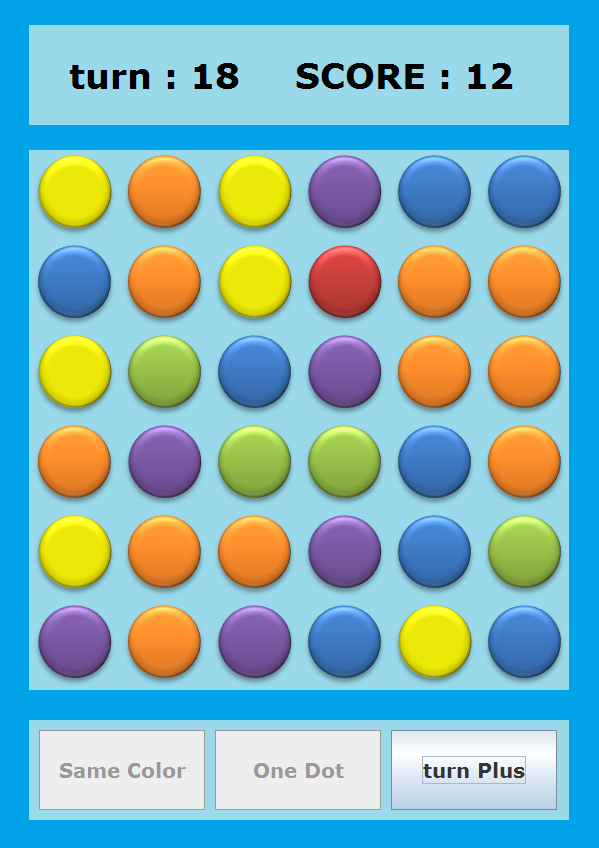 turn : 18 SCORE : 12
Same Color One Dot turn Plus